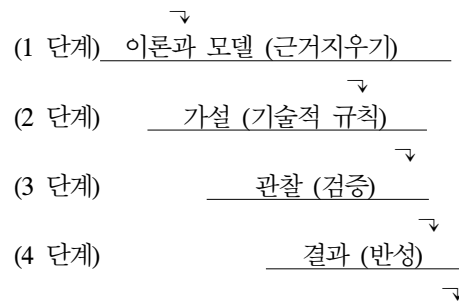 (1 단계) 이론과 모델 (근거지우기)
(2 단계) 가설 (기술적 규칙)
(3 단계) 관찰 (검증)
(4 단계) 결과 (반성)